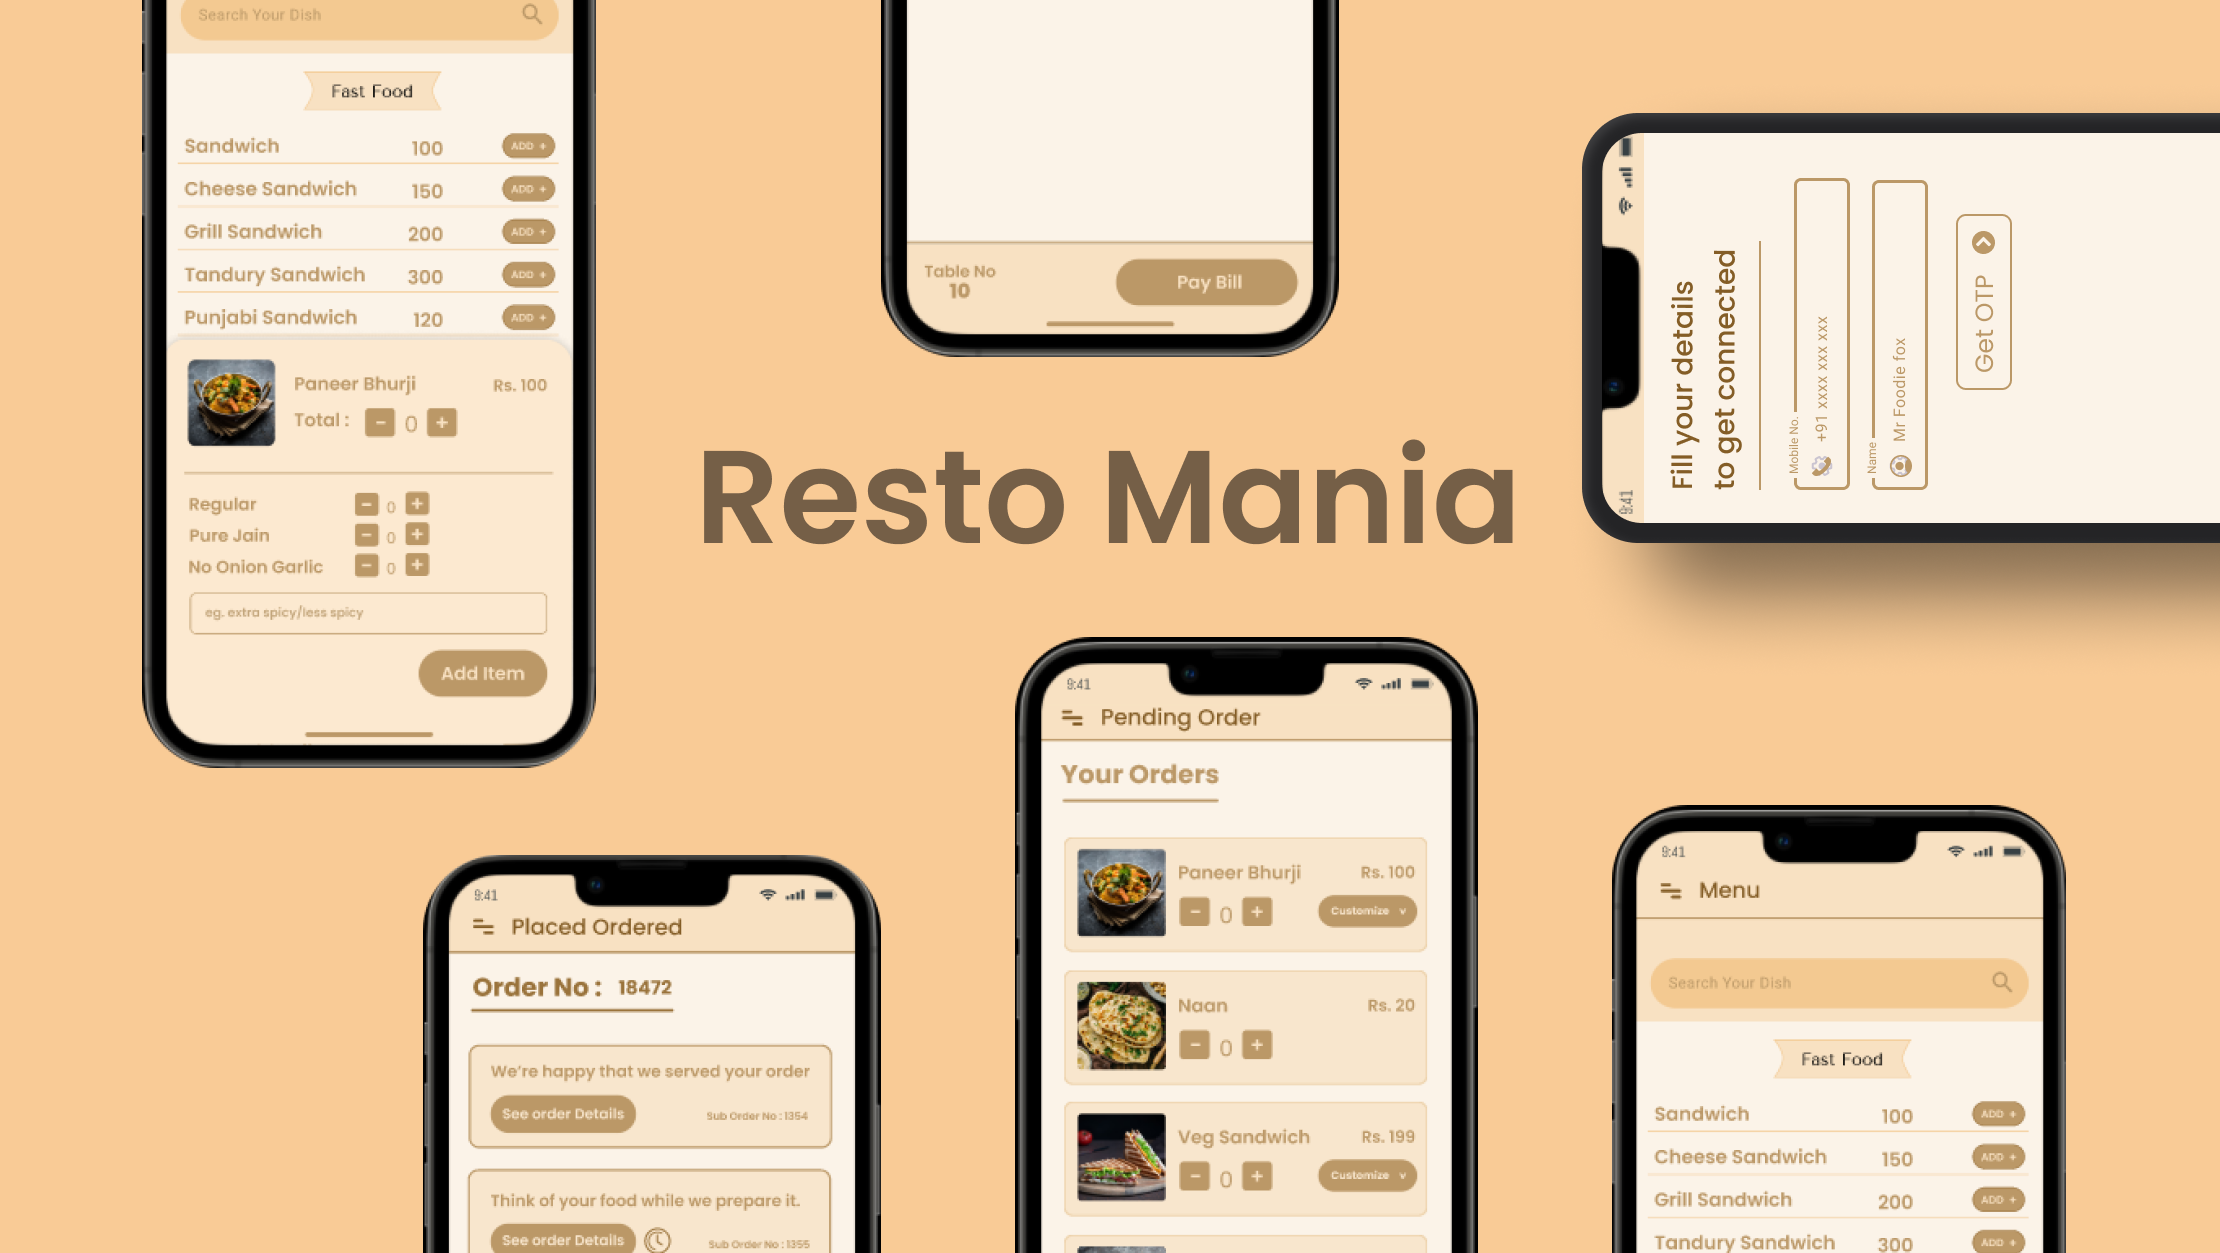 Search Your Dish
Fast Food
Sandwich 100 ADD +
Cheese Sandwich 150 ADD +
Grill Sandwich 200 ADD +
Tandury Sandwich 300 ADD +
Punjabi Sandwich 120 ADD +
Paneer Bhurji Rs. 100
Total : - 0 +
Regular - 0 +
Pure Jain - 0 +
No Onion Garlic - 0 +
eg. extra spicy/less spicy
Add Item
Table No
10
Pay Bill
9:41
Fill your details
to get connected
Mobile No.
+91 xxxx xxx xxx
Name
Mr Foodie fox
Get OTP
Resto Mania
9:41
Placed Ordered
Order No : 18472
We're happy that we served your order
See order Details Sub Order No : 1354
Think of your food while we prepare it.
See order Details Sub Order No : 1355
9:41
Pending Order
Your Orders
Paneer Bhurji Rs. 100
- 0 + Customize v
Naan Rs. 20
- 0 +
Veg Sandwich Rs. 199
- 0 + Customize v
9:41
Menu
Search Your Dish
Fast Food
Sandwich 100 ADD +
Cheese Sandwich 150 ADD +
Grill Sandwich 200 ADD +
Tandury Sandwich 300 ADD +